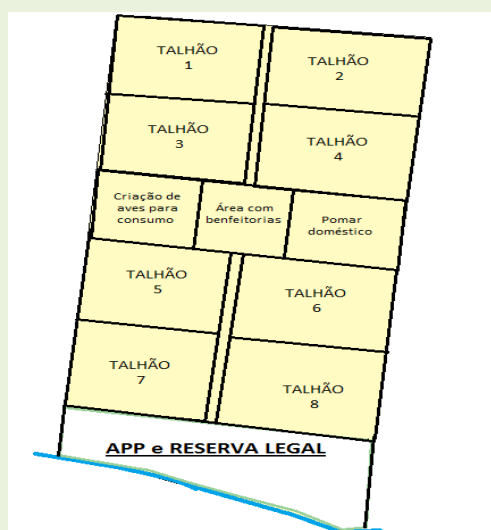 TALHÃO
1
TALHÃO
2
TALHÃO
3
TALHÃO
4
Criação de
aves para
consumo
Área com
benfeitorias
Pomar
doméstico
TALHÃO
5
TALHÃO
6
TALHÃO
7
TALHÃO
8
APP e RESERVA LEGAL